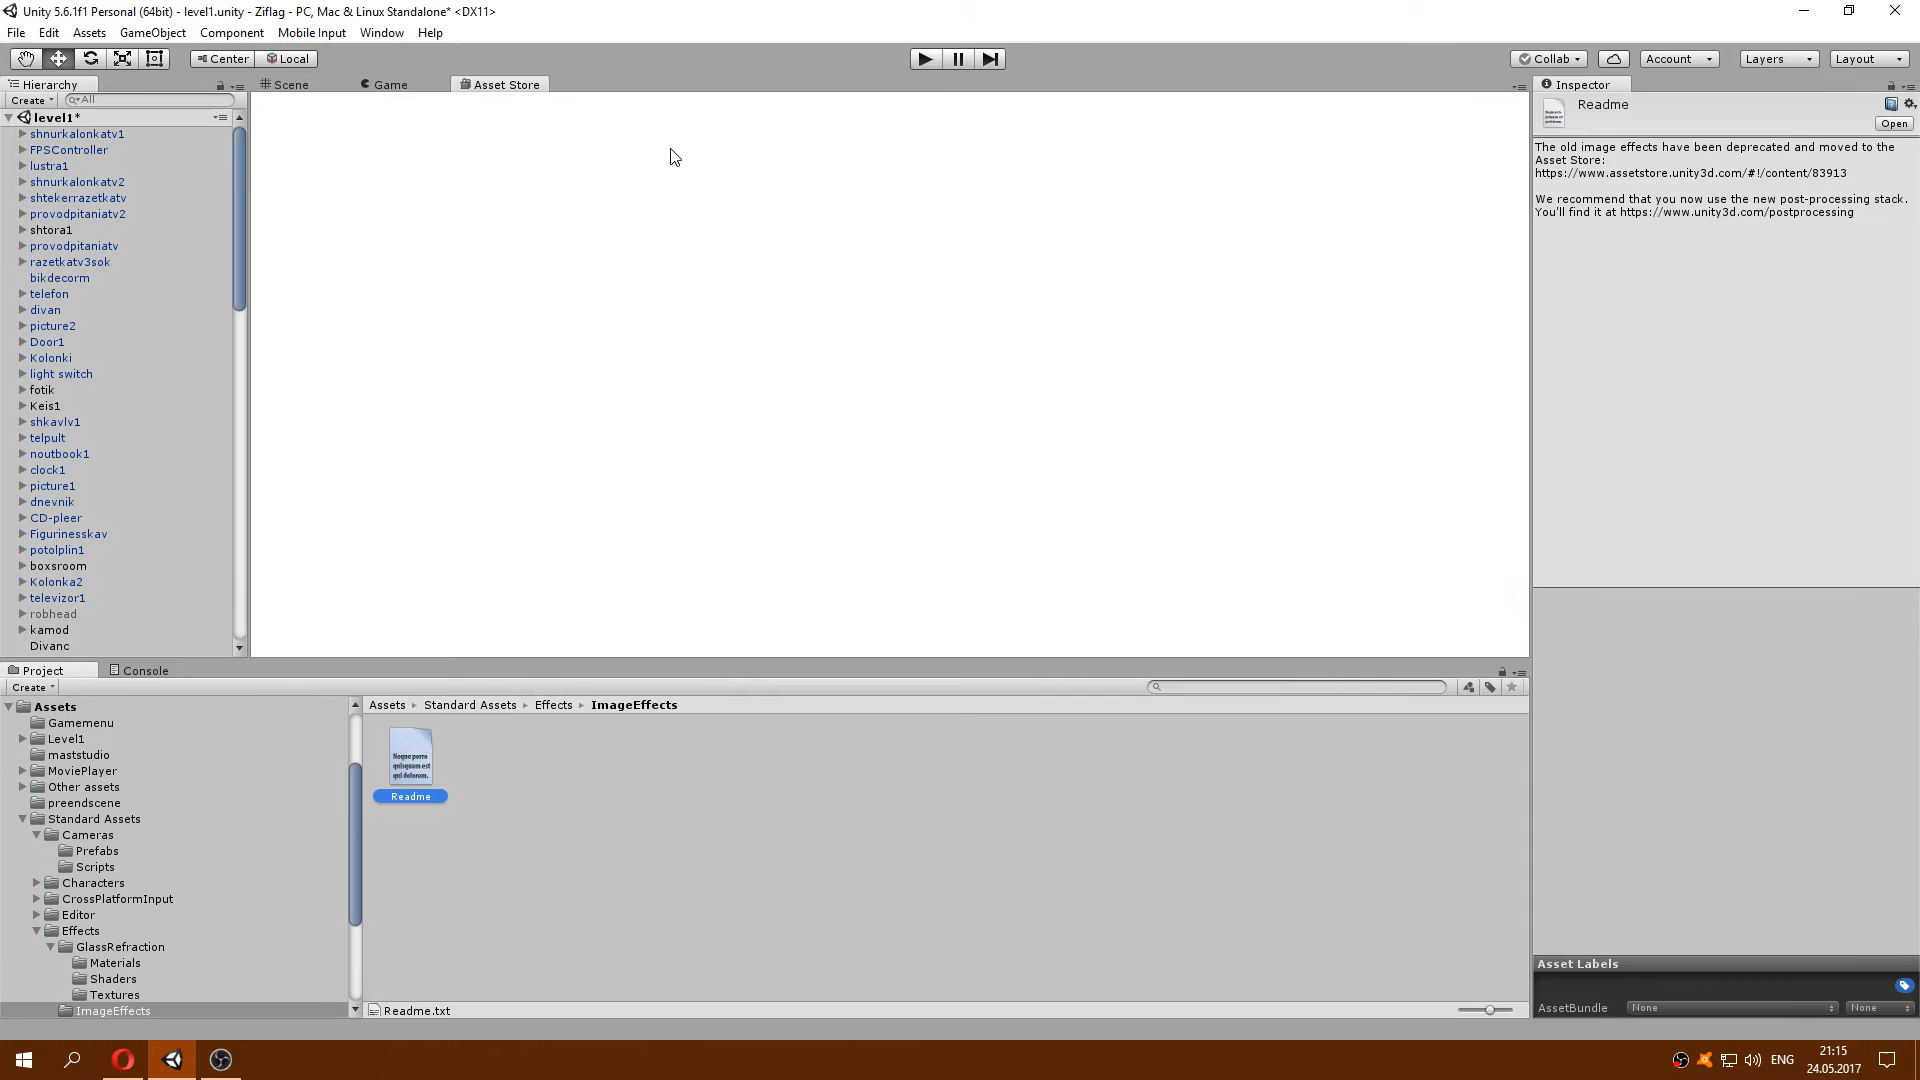 Unity 5.6.1f1 Personal (64bit) - level1.unity - Ziflag - PC, Mac & Linux Standalone* <DX11>
File Edit Assets GameObject Component Mobile Input Window Help
Center Local Collab Account Layers Layout
Hierarchy
Create All
level1*
shnurkalonkatv1
FPSController
lustra1
shnurkalonkatv2
shtekerrazetkatv
provodpitaniatv2
shtora1
provodpitaniatv
razetkatv3sok
bikdecorm
telefon
divan
picture2
Door1
Kolonki
light switch
fotik
Keis1
shkavlv1
telpult
noutbook1
clock1
picture1
dnevnik
CD-pleer
Figurinesskav
potolplin1
boxsroom
Kolonka2
televizor1
robhead
kamod
Divanc
Scene Game Asset Store
Inspector
Readme
Open
The old image effects have been deprecated and moved to the
Asset Store:
https://www.assetstore.unity3d.com/#!/content/83913
We recommend that you now use the new post-processing stack.
You'll find it at https://www.unity3d.com/postprocessing
Project Console
Create
Assets
Gamemenu
Level1
maststudio
MoviePlayer
Other assets
preendscene
Standard Assets
Cameras
Prefabs
Scripts
Characters
CrossPlatformInput
Editor
Effects
GlassRefraction
Materials
Shaders
Textures
ImageEffects
Assets Standard Assets Effects ImageEffects
Neque porro
quisquam est
qui dolorem.
Readme
Readme.txt
Asset Labels
AssetBundle None None
ENG
21:15
24.05.2017